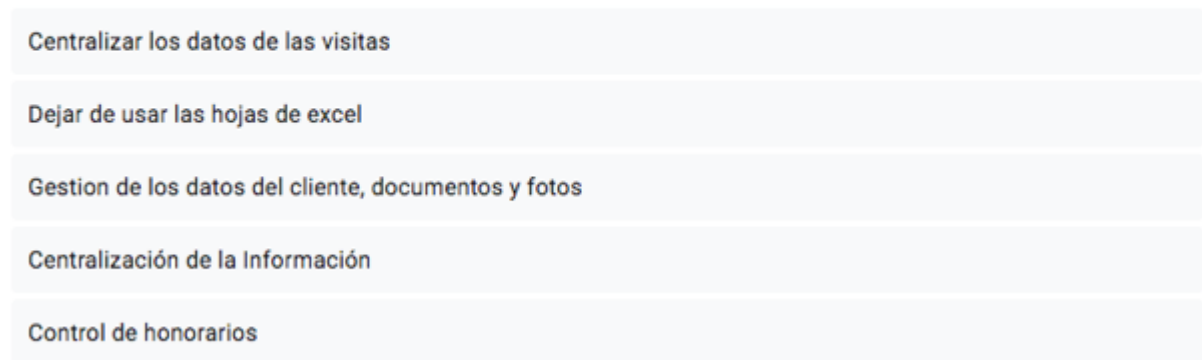 Centralizar los datos de las visitas
Dejar de usar las hojas de excel
Gestion de los datos del cliente, documentos y fotos
Centralización de la Información
Control de honorarios